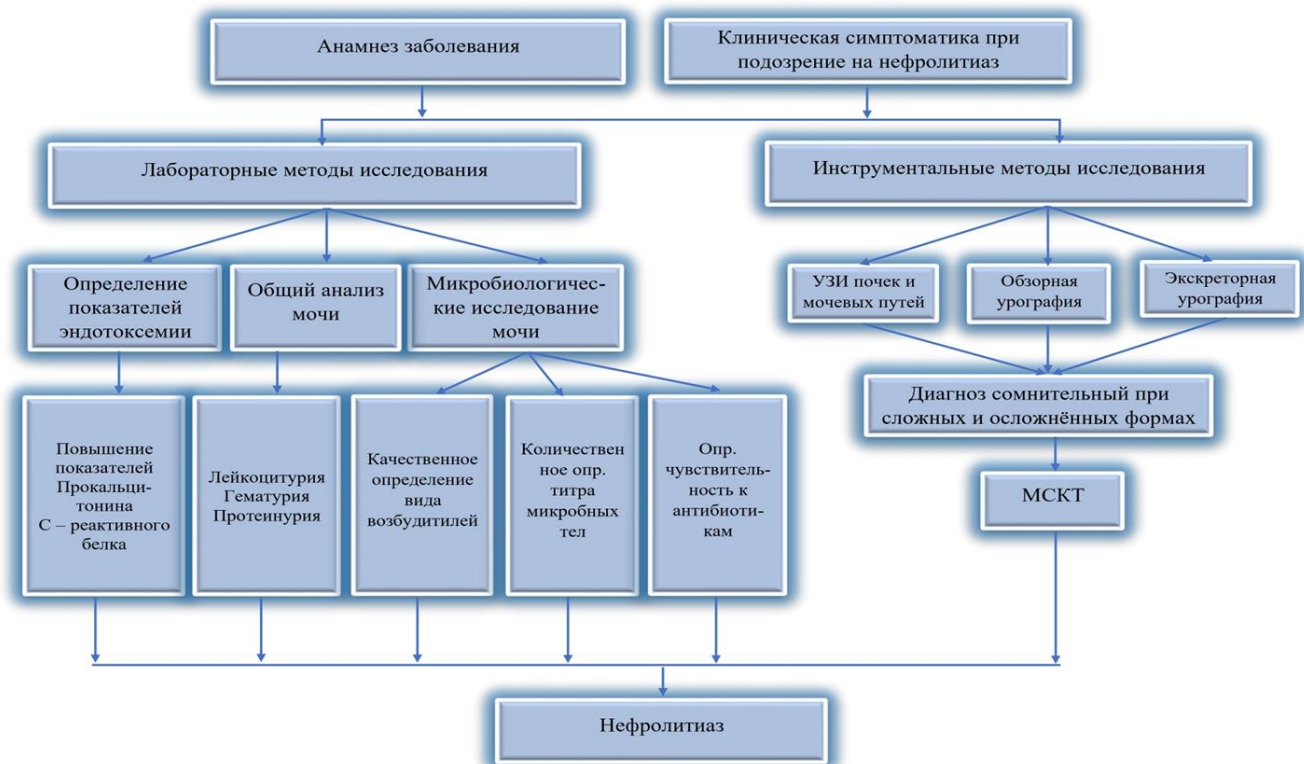 Анамнез заболевания
Клиническая симптоматика при
подозрение на нефролитиаз
Лабораторные методы исследования
Инструментальные методы исследования
Определение
показателей
эндотоксемии
Общий анализ
мочи
Микробиологичес-
кие исследование
мочи
УЗИ почек и
мочевых путей
Обзорная
урография
Экскреторная
урография
Диагноз сомнительный при
сложных и осложнённых формах
Повышение
показателей
Прокальци-
тонина
С – реактивного
белка
Лейкоцитурия
Гематурия
Протеинурия
Качественное
определение
вида
возбудитилей
Количествен
ное опр.
титра
микробных
тел
Опр.
чувствитель-
ность к
антибиоти-
кам
МСКТ
Нефролитиаз